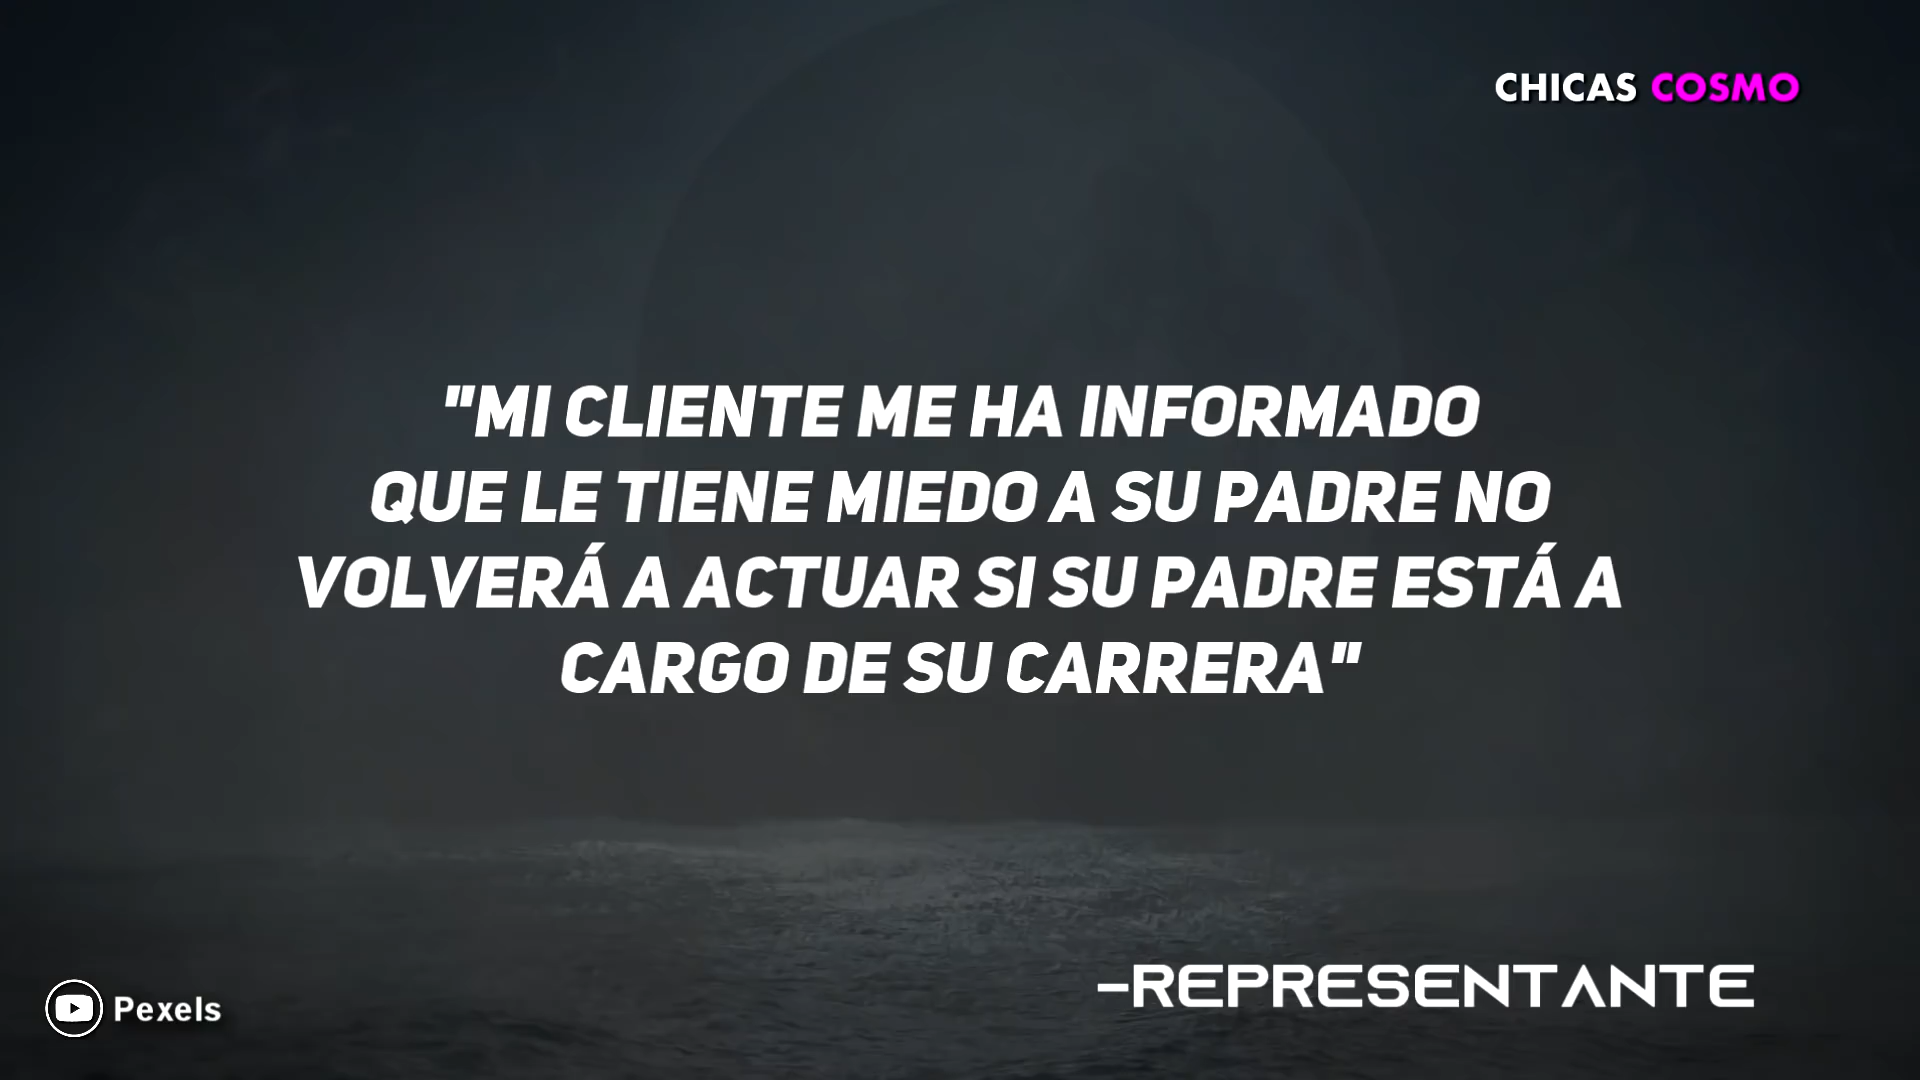 CHICAS COSMO
"MI CLIENTE ME HA INFORMADO
QUE LE TIENE MIEDO A SU PADRE NO
VOLVERÁ A ACTUAR SI SU PADRE ESTÁ A
CARGO DE SU CARRERA"
-REPRESENTANTE
Pexels